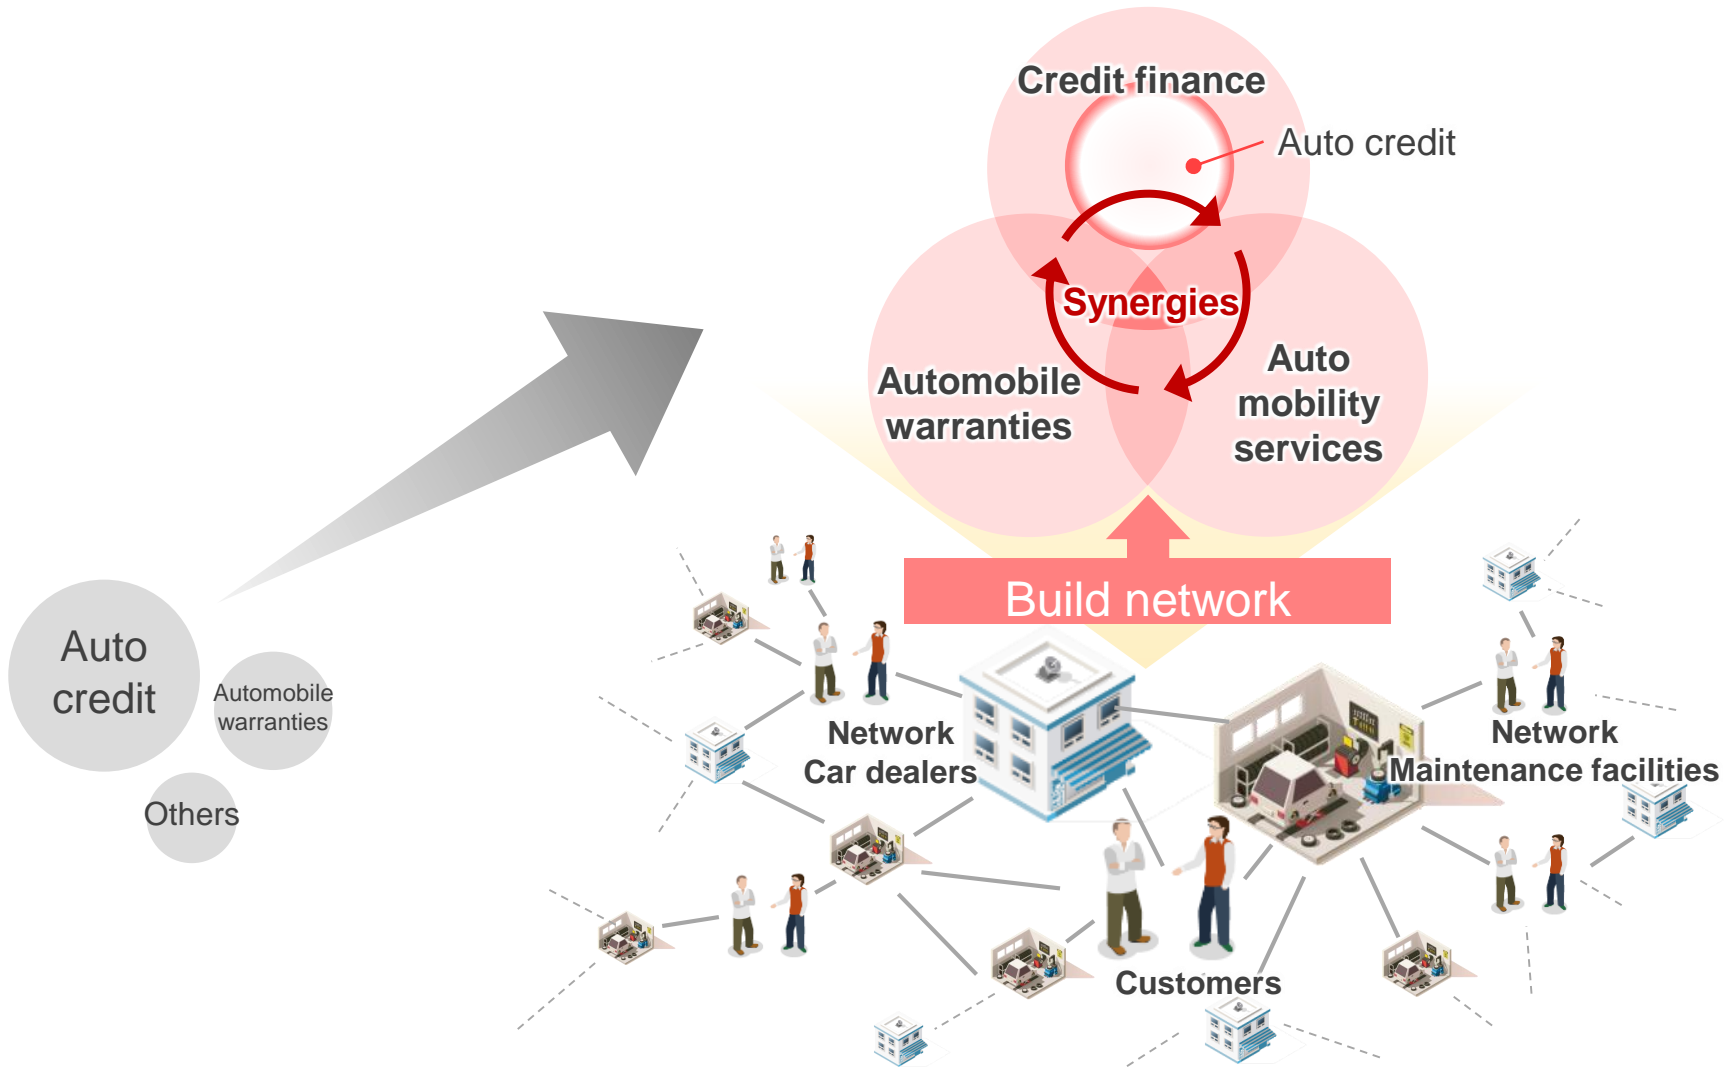 Credit finance
Auto credit
Synergies
Automobile
warranties
Auto
mobility
services
Build network
Auto
credit
Automobile
warranties
Others
Network
Car dealers
Network
Maintenance facilities
Customers